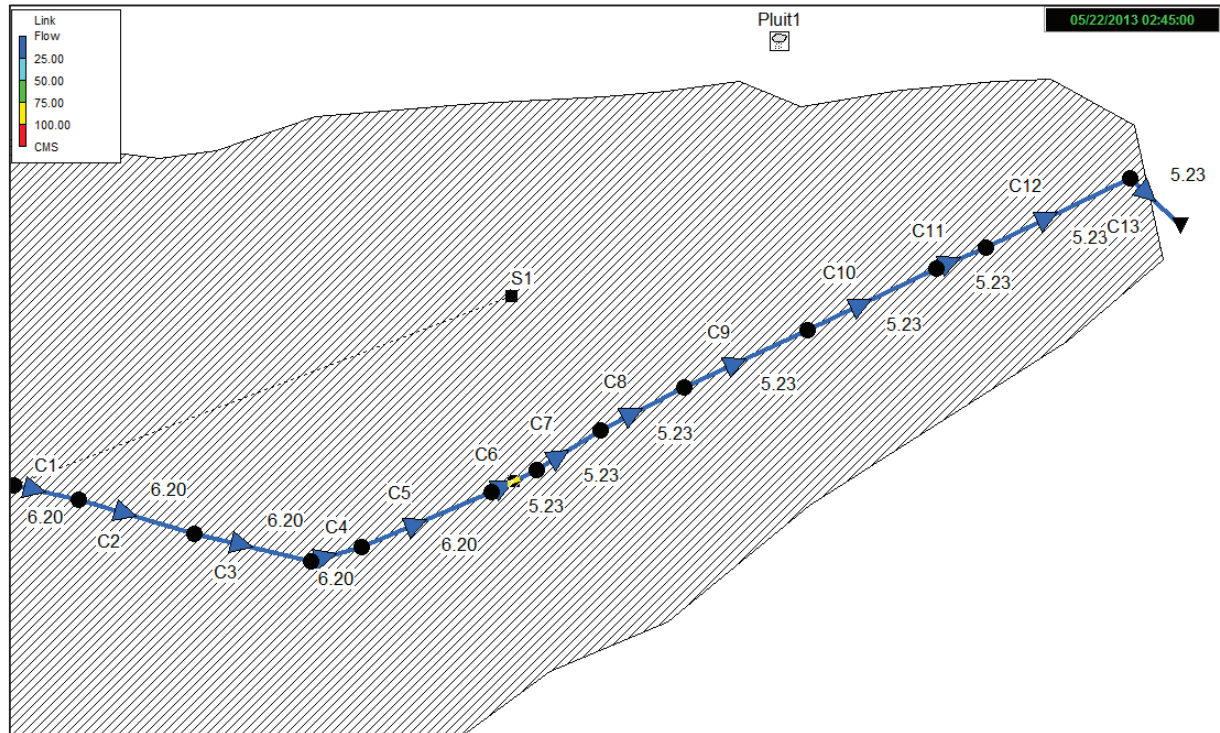 Link
Flow
25.00
50.00
75.00
100.00
CMS
Pluit1
05/22/2013 02:45:00
5.23
C12
5.23
C13
C11
5.23
C10
5.23
S1
C9
5.23
C8
5.23
C7
5.23
C6
5.23
C5
6.20
C4
6.20
6.20
C3
6.20
C2
C1
6.20